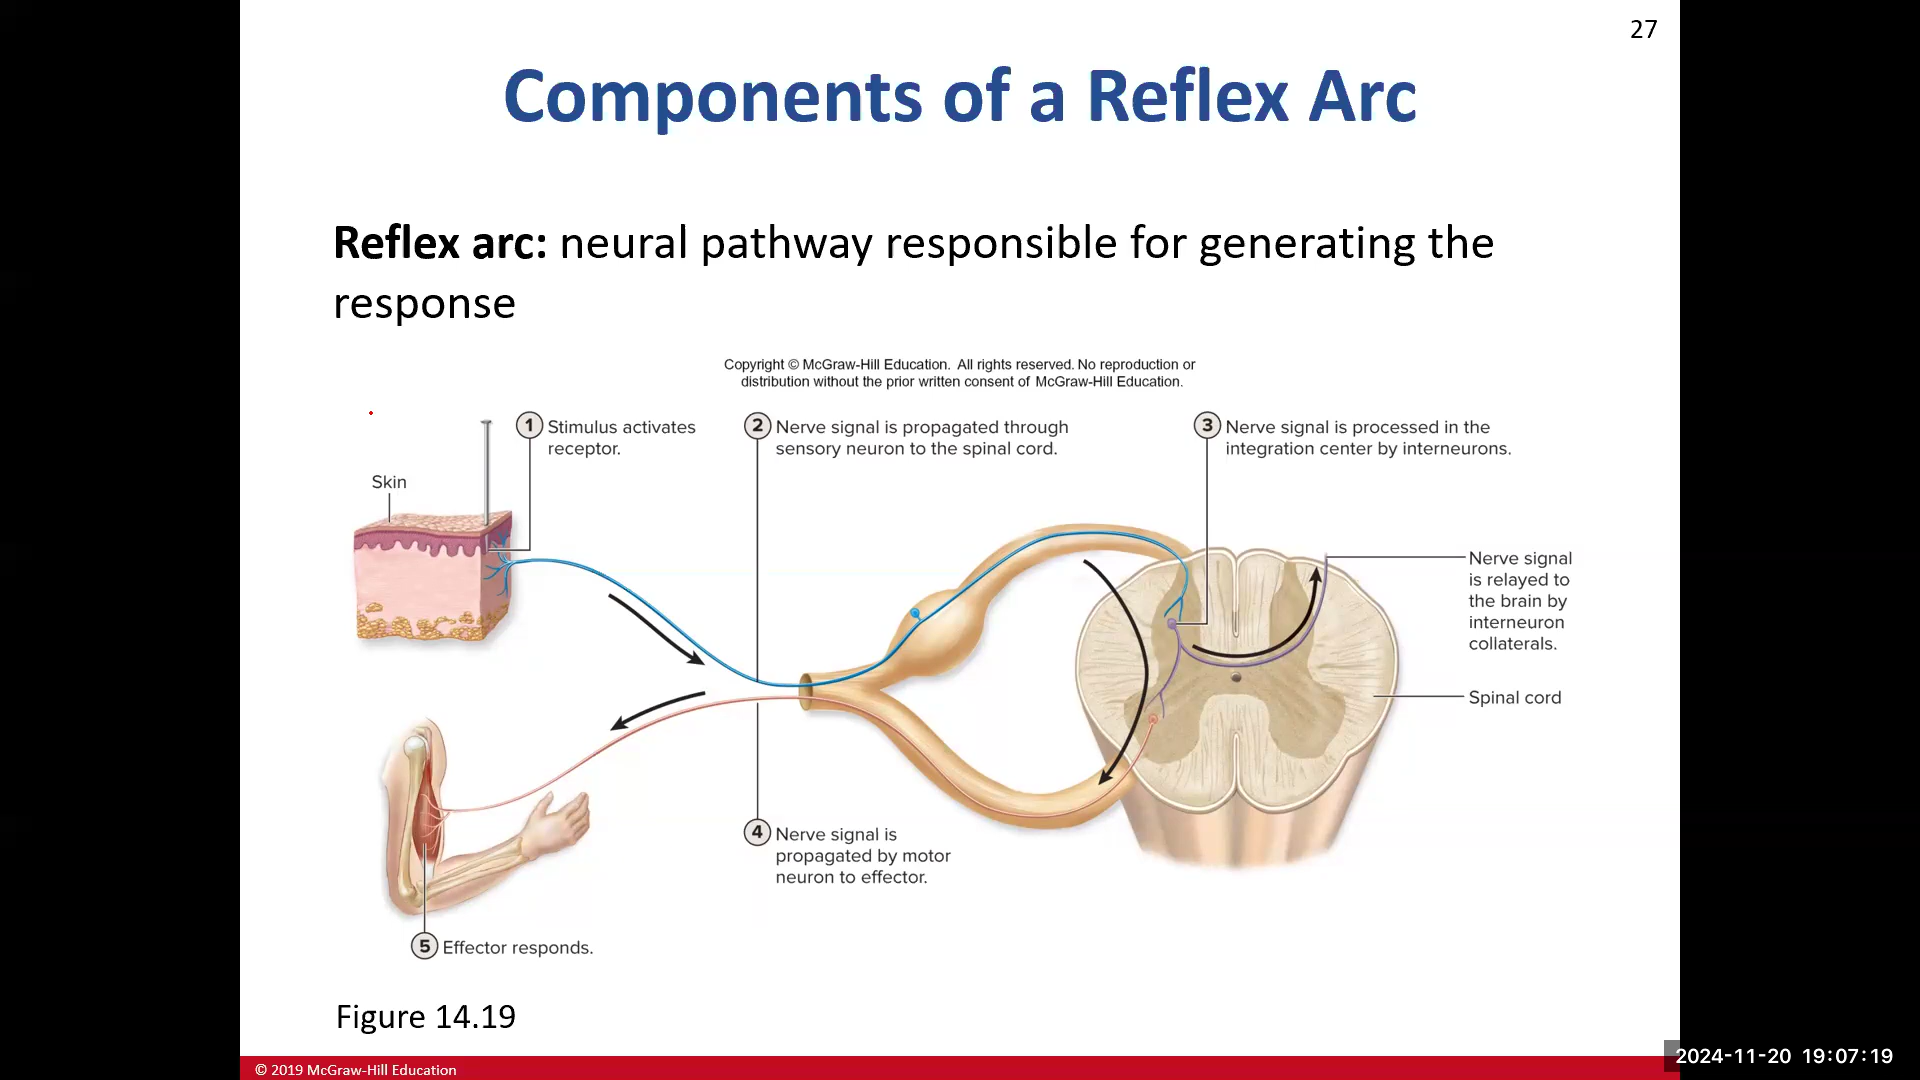 27
Components of a Reflex Arc
Reflex arc: neural pathway responsible for generating the
response
Copyright © McGraw-Hill Education. All rights reserved. No reproduction or
distribution without the prior written consent of McGraw-Hill Education.
1 Stimulus activates
receptor.
2 Nerve signal is propagated through
sensory neuron to the spinal cord.
3 Nerve signal is processed in the
integration center by interneurons.
Skin
Nerve signal
is relayed to
the brain by
interneuron
collaterals.
Spinal cord
4 Nerve signal is
propagated by motor
neuron to effector.
5 Effector responds.
Figure 14.19
© 2019 McGraw-Hill Education
2024-11-20 19:07:19